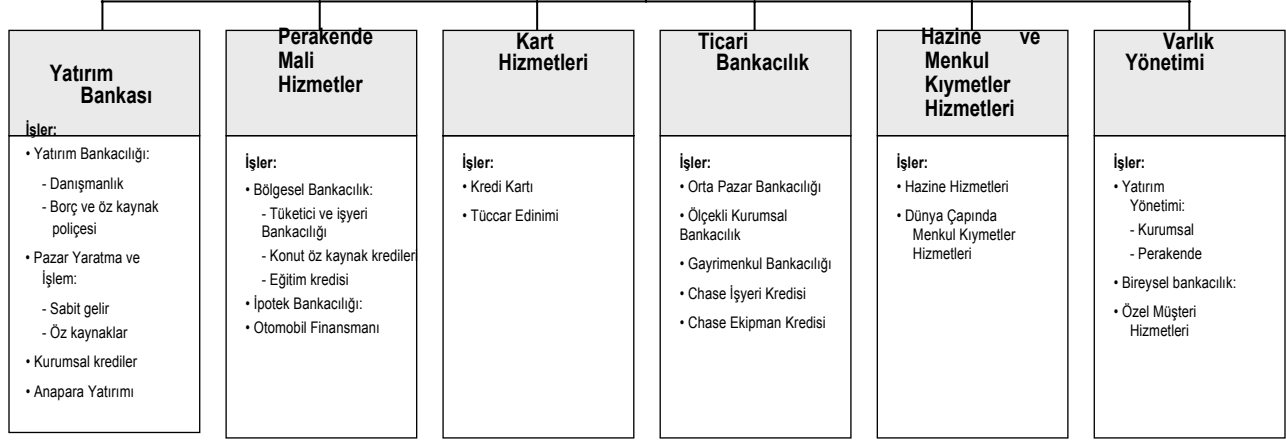 Yatırım
Bankası
İşler:
• Yatırım Bankacılığı:
- Danışmanlık
- Borç ve öz kaynak
poliçesi
• Pazar Yaratma ve
İşlem:
- Sabit gelir
- Öz kaynaklar
• Kurumsal krediler
• Anapara Yatırımı
Perakende
Mali
Hizmetler
İşler:
• Bölgesel Bankacılık:
- Tüketici ve işyeri
Bankacılığı
- Konut öz kaynak kredileri
- Eğitim kredisi
• İpotek Bankacılığı:
• Otomobil Finansmanı
Kart
Hizmetleri
İşler:
• Kredi Kartı
• Tüccar Edinimi
Ticari
Bankacılık
İşler:
• Orta Pazar Bankacılığı
• Ölçekli Kurumsal
Bankacılık
• Gayrimenkul Bankacılığı
• Chase İşyeri Kredisi
• Chase Ekipman Kredisi
Hazine ve
Menkul
Kıymetler
Hizmetleri
İşler:
• Hazine Hizmetleri
• Dünya Çapında
Menkul Kıymetler
Hizmetleri
Varlık
Yönetimi
İşler:
• Yatırım
Yönetimi:
- Kurumsal
- Perakende
• Bireysel bankacılık:
• Özel Müşteri
Hizmetleri